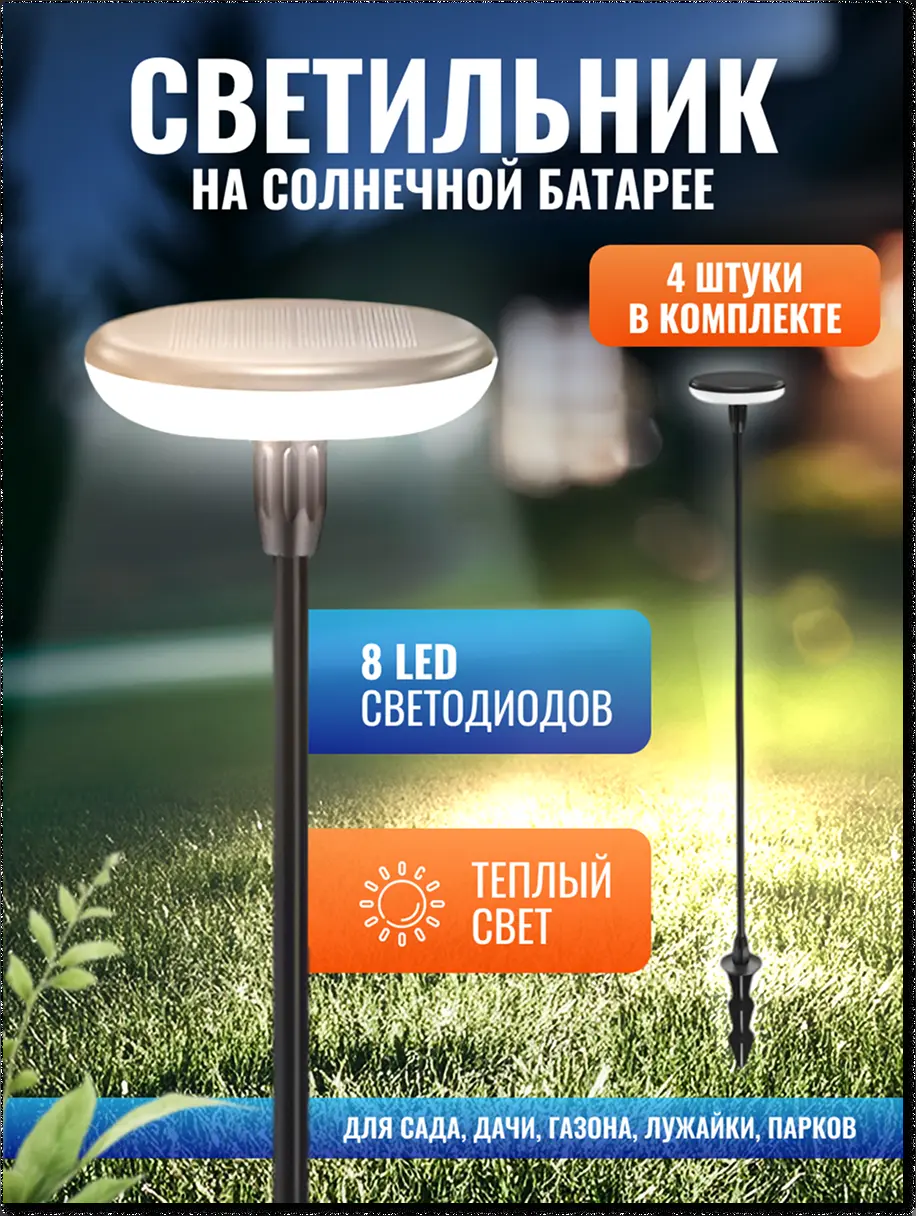 СВЕТИЛЬНИК
НА СОЛНЕЧНОЙ БАТАРЕЕ
4 ШТУКИ
В КОМПЛЕКТЕ
8 LED
СВЕТОДИОДОВ
ТЕПЛЫЙ
СВЕТ
ДЛЯ САДА, ДАЧИ, ГАЗОНА, ЛУЖАЙКИ, ПАРКОВ